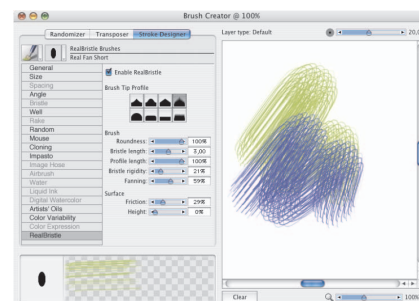 Brush Creator @ 100%
Randomizer Transposer Stroke Designer
RealBristle Brushes
Real Fan Short
General
Size
Spacing
Angle
Bristle
Well
Rake
Random
Mouse
Cloning
Impasto
Image Hose
Airbrush
Water
Liquid Ink
Digital Watercolor
Artists' Oils
Color Variability
Color Expression
RealBristle
Enable RealBristle
Brush Tip Profile
Brush
Roundness: 100%
Bristle length: 3,00
Profile length: 100%
Bristle rigidity: 21%
Fanning: 59%
Surface
Friction: 29%
Height: 0%
Layer type: Default
20,0
Clear
100%